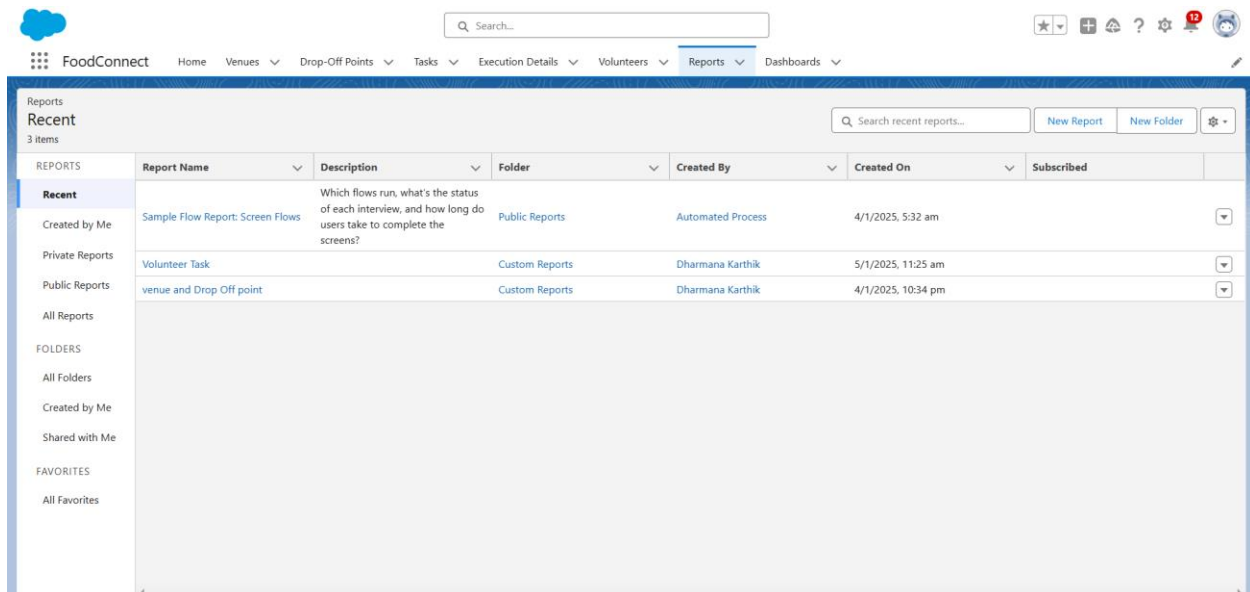 Search...
12
FoodConnect Home Venues Drop-Off Points Tasks Execution Details Volunteers Reports Dashboards
Reports
Recent
3 items
Search recent reports...
New Report New Folder
REPORTS
Recent
Created by Me
Private Reports
Public Reports
All Reports
FOLDERS
All Folders
Created by Me
Shared with Me
FAVORITES
All Favorites
Report Name Description Folder Created By Created On Subscribed
Sample Flow Report: Screen Flows
Which flows run, what's the status
of each interview, and how long do
users take to complete the
screens?
Public Reports Automated Process 4/1/2025, 5:32 am
Volunteer Task Custom Reports Dharmana Karthik 5/1/2025, 11:25 am
venue and Drop Off point Custom Reports Dharmana Karthik 4/1/2025, 10:34 pm